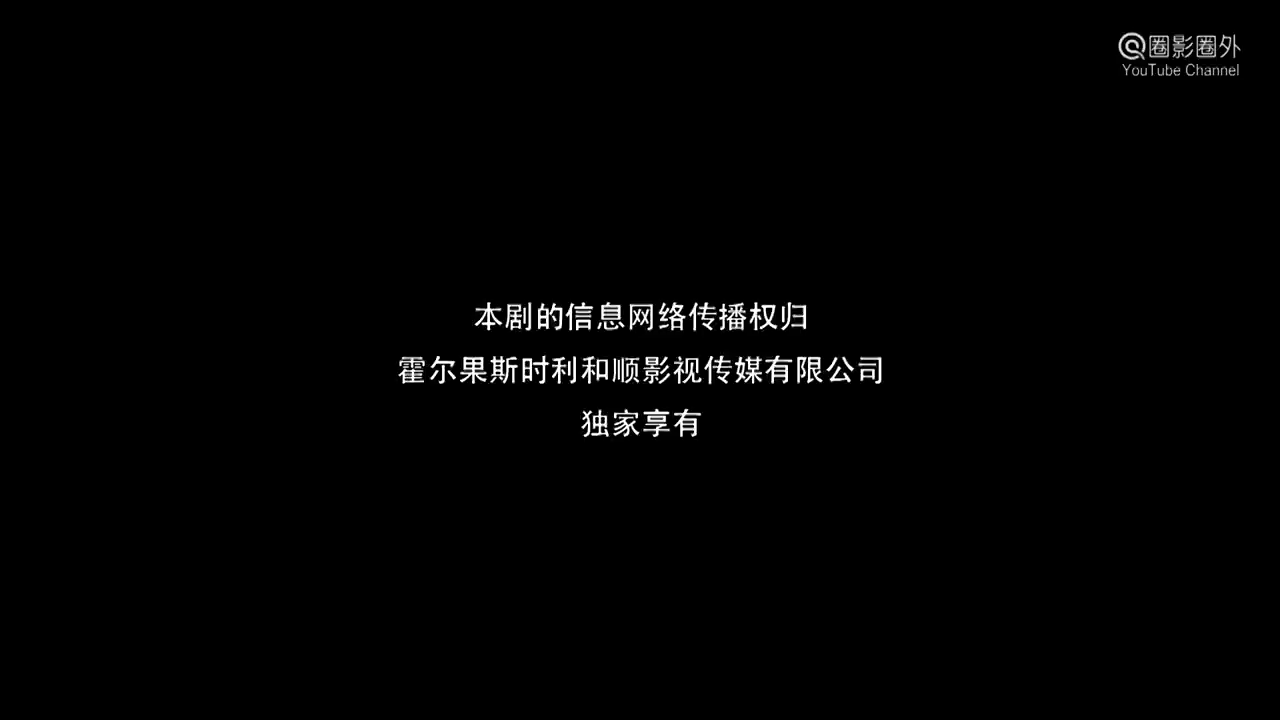 圈影圈外
YouTube Channel
本剧的信息网络传播权归
霍尔果斯时利和顺影视传媒有限公司
独家享有